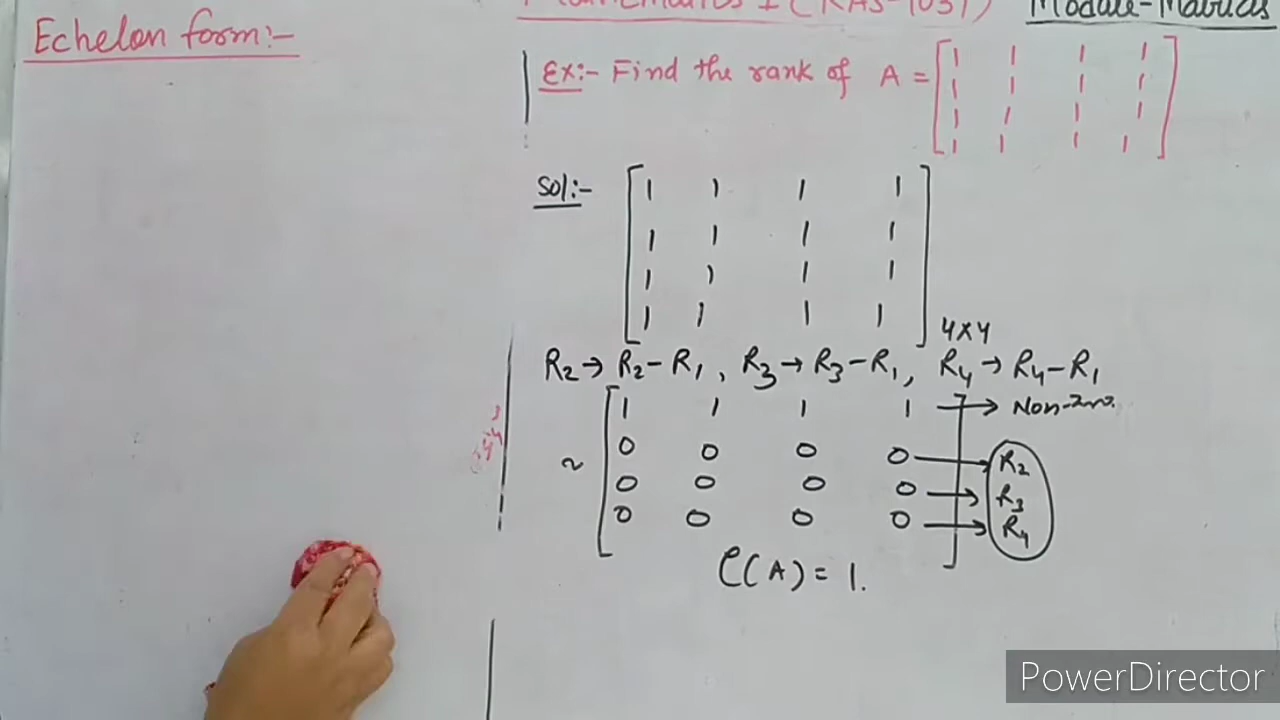 Echelon form:-
Module-Matrices
Ex:- Find the rank of A = [1 1 1 1
1 1 1 1
1 1 1 1
1 1 1 1]
Sol:- [1 1 1 1
1 1 1 1
1 1 1 1
1 1 1 1] 4×4
R2→R2-R1, R3→R3-R1, R4→R4-R1
~ [1 1 1 1] → Non-zero.
0 0 0 0 → R2
0 0 0 0 → R3
0 0 0 0 → R4
ρ(A) = 1.
PowerDirector